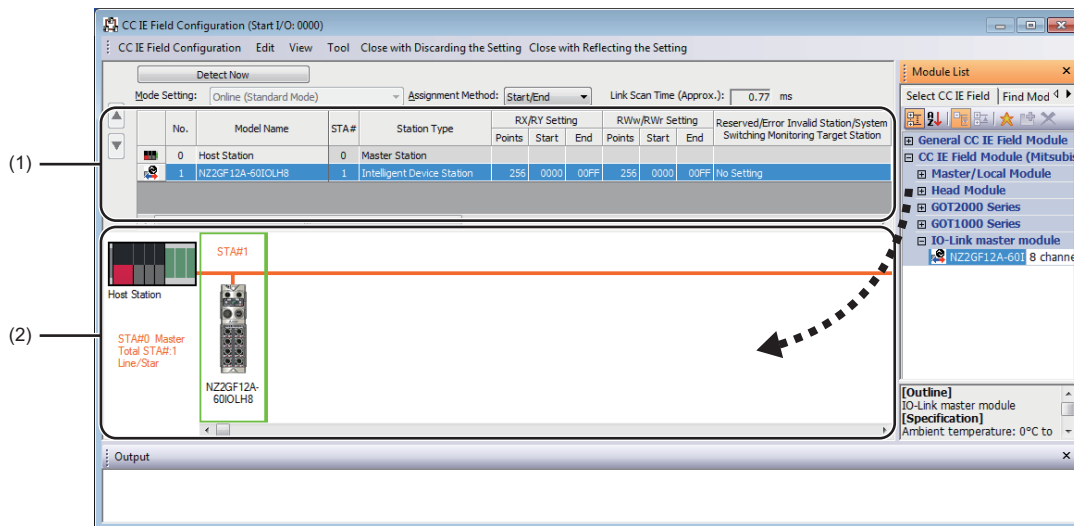 CC IE Field Configuration (Start I/O: 0000)
CC IE Field Configuration Edit View Tool Close with Discarding the Setting Close with Reflecting the Setting
Detect Now
Mode Setting: Online (Standard Mode) Assignment Method: Start/End Link Scan Time (Approx.): 0.77 ms
No. Model Name STA# Station Type RX/RY Setting RWw/RWr Setting Reserved/Error Invalid Station/System Switching Monitoring Target Station
Points Start End Points Start End
0 Host Station 0 Master Station
1 NZ2GF12A-60IOLH8 1 Intelligent Device Station 256 0000 00FF 256 0000 00FF No Setting
(1)
STA#1
Host Station
STA#0 Master
Total STA#:1
Line/Star
NZ2GF12A-
60IOLH8
(2)
Module List
Select CC IE Field Find Mod
General CC IE Field Module
CC IE Field Module (Mitsubis
Master/Local Module
Head Module
GOT2000 Series
GOT1000 Series
IO-Link master module
NZ2GF12A-60I 8 channe
[Outline]
IO-Link master module
[Specification]
Ambient temperature: 0°C to
Output